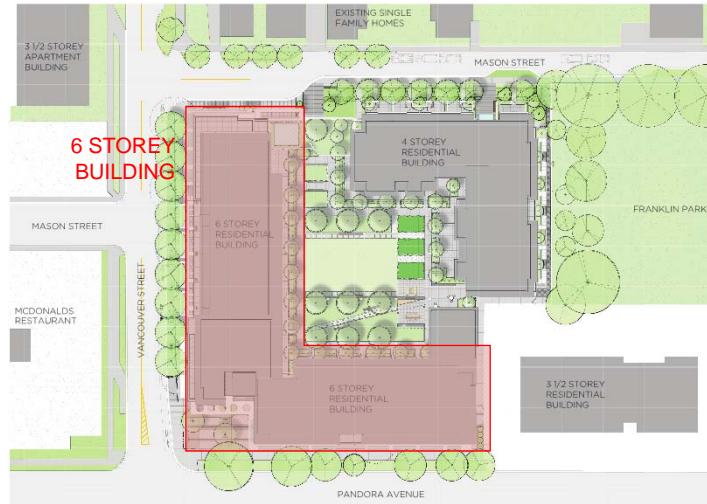 EXISTING SINGLE
FAMILY HOMES
3 1/2 STOREY
APARTMENT
BUILDING
MASON STREET
6 STOREY
BUILDING
4 STOREY
RESIDENTIAL
BUILDING
MASON STREET
6 STOREY
RESIDENTIAL
BUILDING
FRANKLIN PARK
VANCOUVER STREET
MCDONALDS
RESTAURANT
6 STOREY
RESIDENTIAL
BUILDING
3 1/2 STOREY
RESIDENTIAL
BUILDING
PANDORA AVENUE